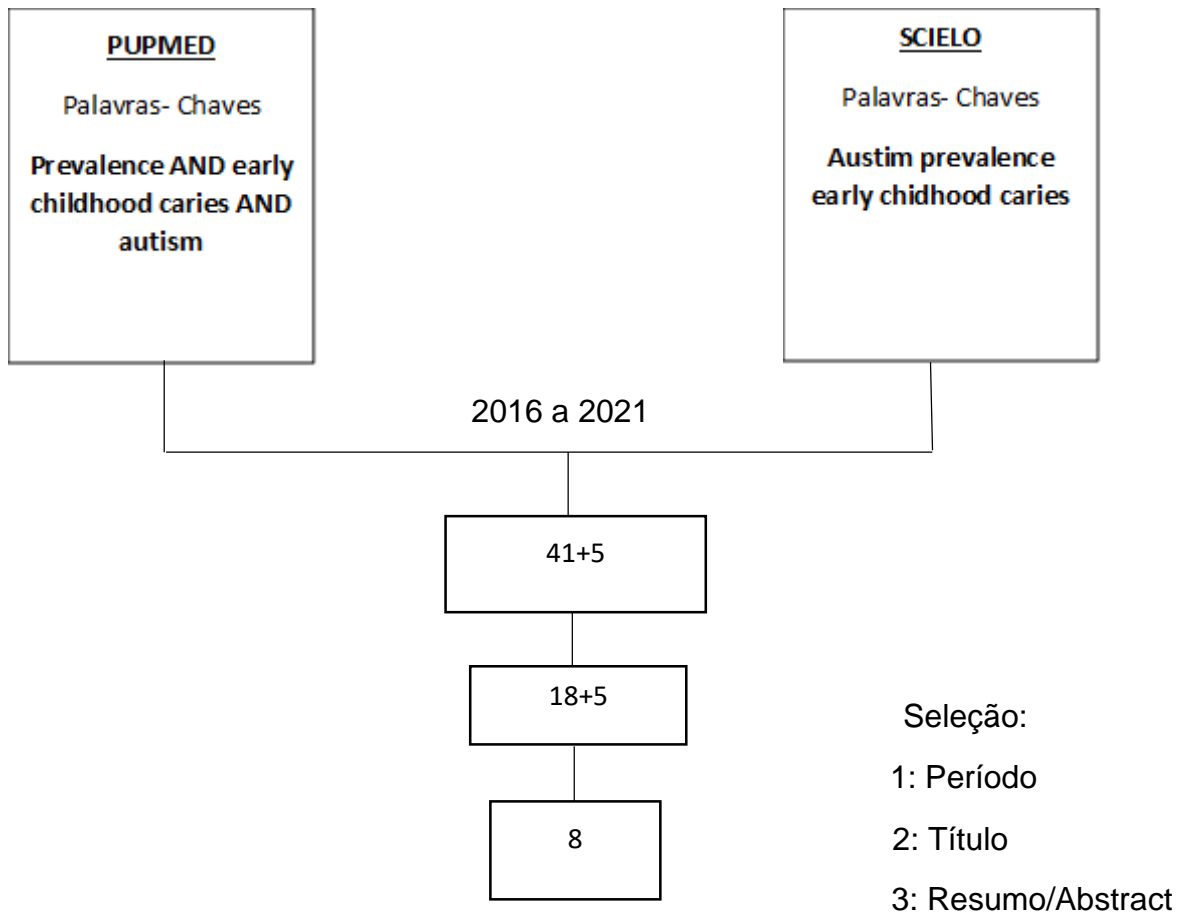 PUPMED
Palavras- Chaves
Prevalence AND early
childhood caries AND
autism
SCIELO
Palavras- Chaves
Austim prevalence
early chidhood caries
2016 a 2021
41+5
18+5
8
Seleção:
1: Período
2: Título
3: Resumo/Abstract